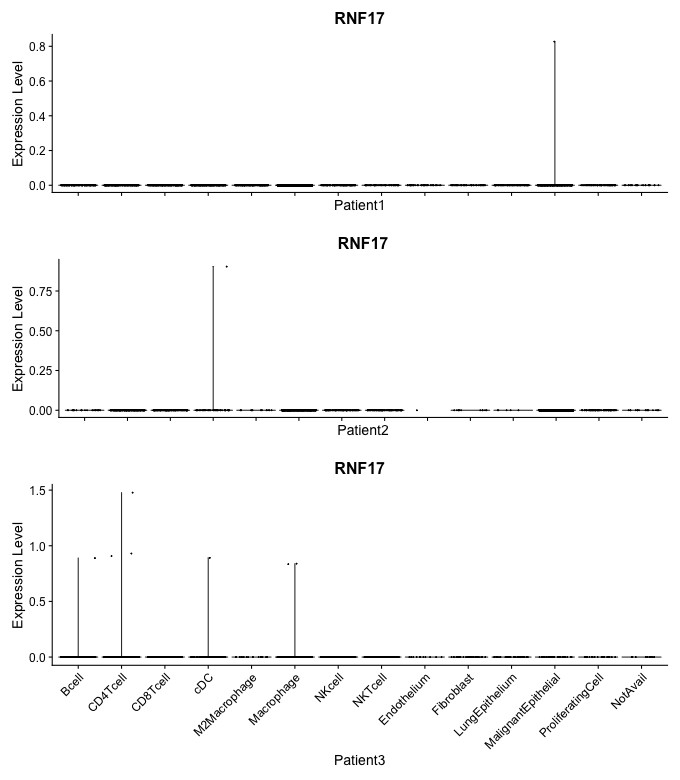 RNF17
Expression Level
0.8
0.6
0.4
0.2
0.0
Patient1
RNF17
Expression Level
0.75
0.50
0.25
0.00
Patient2
RNF17
Expression Level
1.5
1.0
0.5
0.0
Bcell
CD4Tcell
CD8Tcell
cDC
M2Macrophage
Macrophage
NKcell
NKTcell
Endothelium
Fibroblast
LungEpithelium
MalignantEpithelial
ProliferatingCell
NotAvail
Patient3